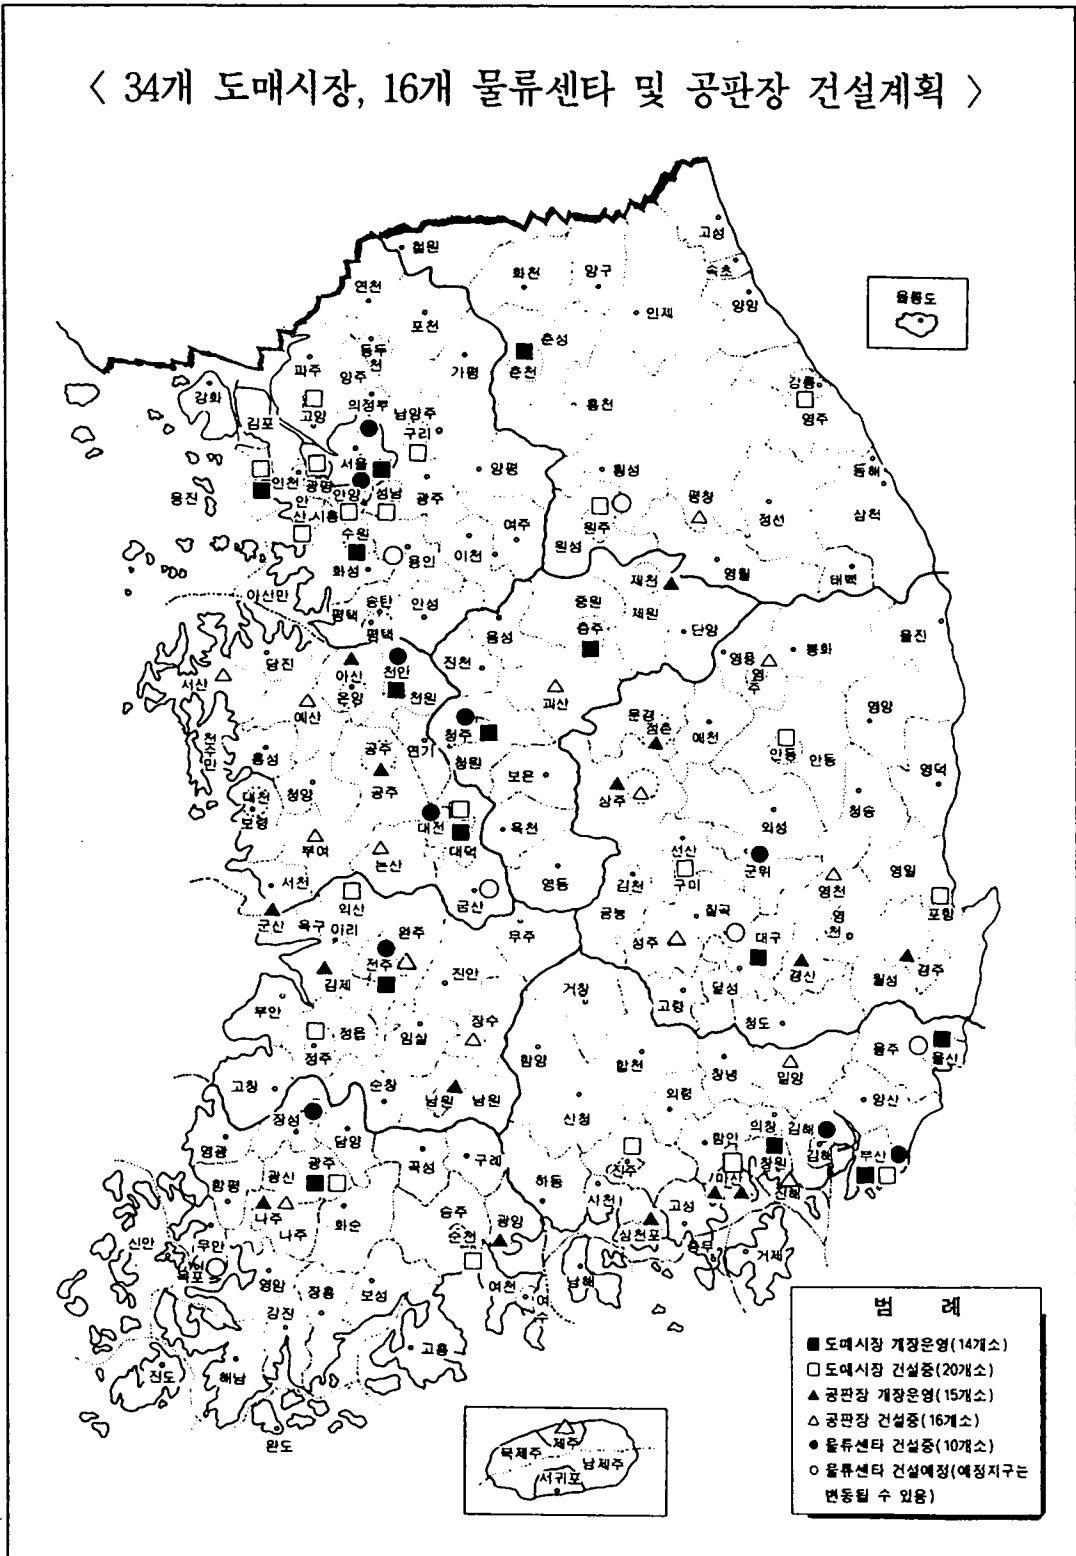 〈 34개 도매시장, 16개 물류센타 및 공판장 건설계획 〉
철원
고성
화천
양구
속초
연천
양양
울릉도
포천
인제
동두천
춘성
파주
양주
가평
춘천
강릉
강화
의정부
남양주
홍천
고양
구리
영주
김포
서울
양평
횡성
동해
인천
광명
안양
성남
광주
평창
옹진
안산
시흥
원주
정선
삼척
수원
여주
원성
화성
용인
이천
영월
태백
제천
아산만
송탄
안성
중원
제원
평택
평택
음성
충주
단양
울진
당진
진천
영풍
봉화
서산
아산
천안
영주
온양
천원
괴산
예산
문경
점촌
예천
영양
천수만
공주
연기
청주
홍성
청원
안동
안동
보은
영덕
대천
청양
공주
상주
청송
보령
대전
의성
부여
논산
대덕
옥천
선산
군위
서천
영동
김천
구미
영천
영일
금산
익산
금능
칠곡
포항
군산
옥구
이리
완주
무주
성주
대구
영천
전주
김제
진안
경산
경주
달성
월성
부안
거창
고령
청도
정읍
임실
장수
정주
함양
합천
창녕
밀양
울주
울산
고창
순창
남원
남원
의령
양산
장성
산청
담양
함안
의창
김해
영광
김해
부산
광산
광주
곡성
구례
진주
마산
창원
함평
하동
사천
진해
나주
승주
광양
고성
나주
화순
순천
삼천포
신안
무안
충무
거제
목포
영암
장흥
보성
여천
남해
강진
여수
고흥
진도
해남
완도
제주
북제주
남제주
서귀포
범 례
■ 도매시장 개장운영(14개소)
□ 도매시장 건설중(20개소)
▲ 공판장 개장운영(15개소)
△ 공판장 건설중(16개소)
● 물류센타 건설중(10개소)
○ 물류센타 건설예정(예정지구는
변동될 수 있음)